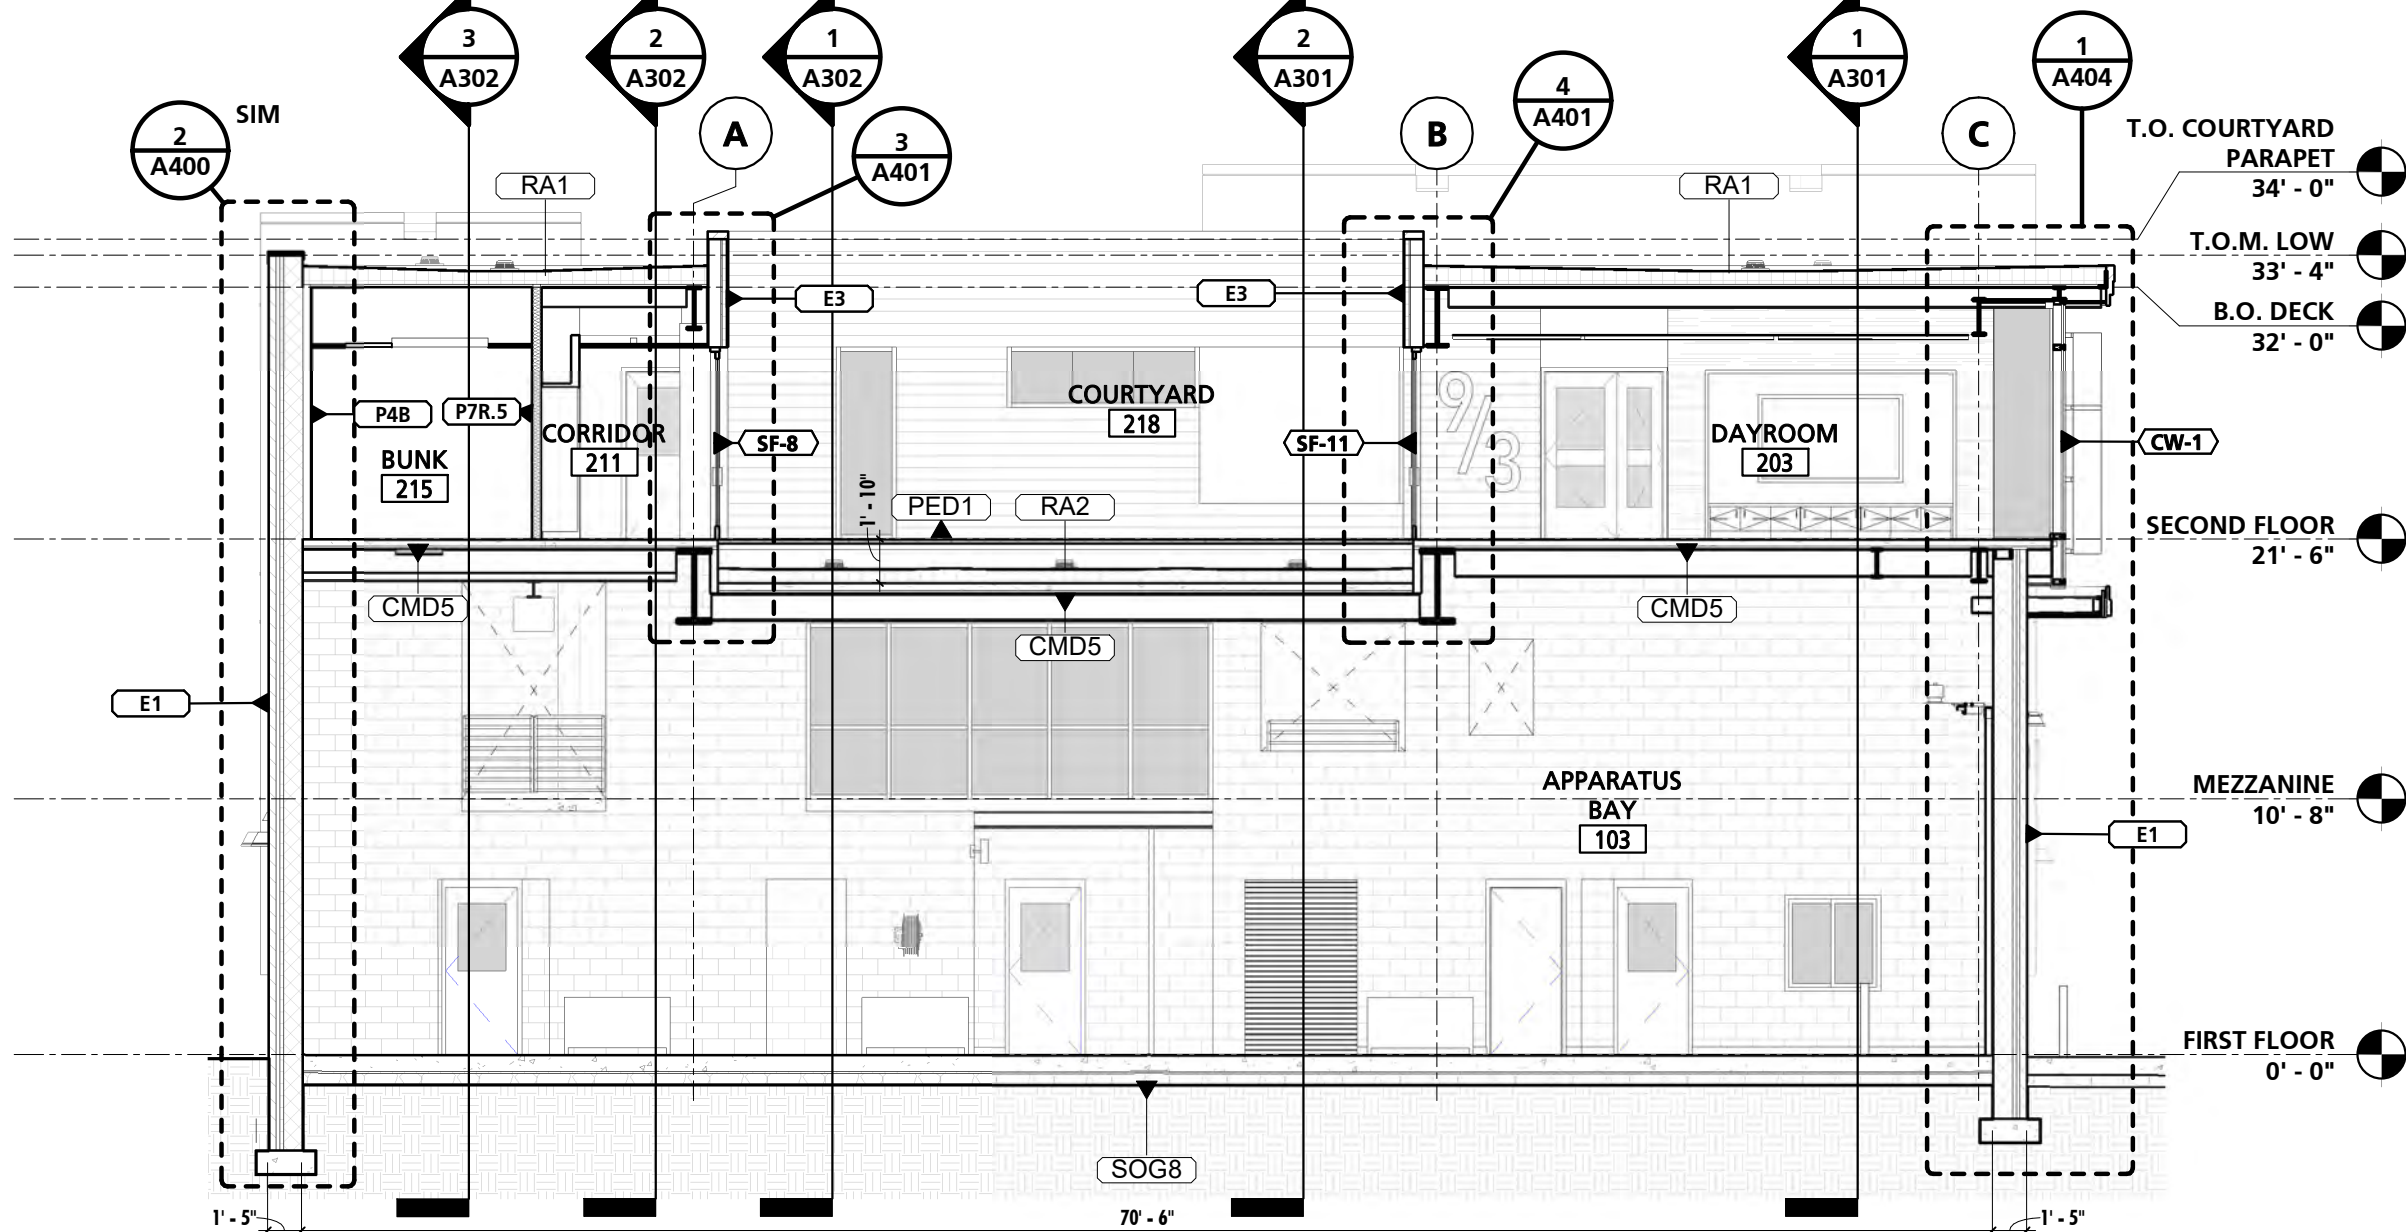 3
A302
2
A302
1
A302
2
A301
1
A301
1
A404
4
A401
2
A400
SIM
A
3
A401
B
C
T.O. COURTYARD
PARAPET
34' - 0"
RA1
RA1
T.O.M. LOW
33' - 4"
E3
E3
B.O. DECK
32' - 0"
P4B
P7R.5
COURTYARD
218
9/3
CORRIDOR
211
SF-8
SF-11
DAYROOM
203
CW-1
BUNK
215
1' - 10"
PED1
RA2
SECOND FLOOR
21' - 6"
CMD5
CMD5
CMD5
E1
APPARATUS
BAY
103
MEZZANINE
10' - 8"
E1
FIRST FLOOR
0' - 0"
SOG8
1' - 5"
70' - 6"
1' - 5"